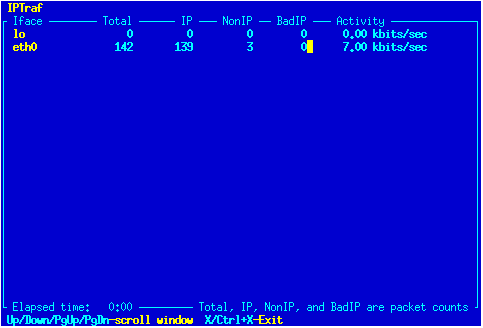 IPTraf
Iface Total IP NonIP BadIP Activity
lo 0 0 0 0 0.00 kbits/sec
eth0 142 139 3 0 7.00 kbits/sec
Elapsed time: 0:00 Total, IP, NonIP, and BadIP are packet counts
Up/Down/PgUp/PgDn-scroll window X/Ctrl+X-Exit